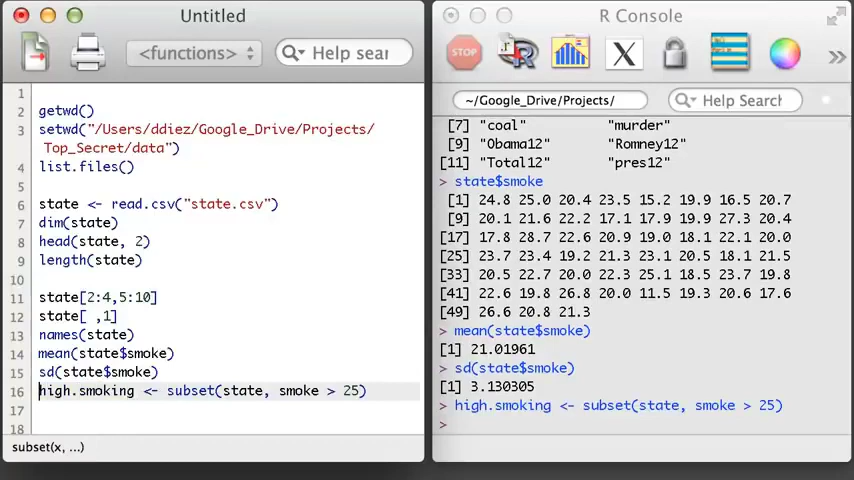 Untitled
<functions>
Help sear
1
2 getwd()
3 setwd("/Users/ddiez/Google_Drive/Projects/
Top_Secret/data")
4 list.files()
5
6 state <- read.csv("state.csv")
7 dim(state)
8 head(state, 2)
9 length(state)
10
11 state[2:4,5:10]
12 state[ ,1]
13 names(state)
14 mean(state$smoke)
15 sd(state$smoke)
16 high.smoking <- subset(state, smoke > 25)
17
18
subset(x, ...)
R Console
STOP
R
X
~/Google_Drive/Projects/
Help Search
[7] "coal" "murder"
[9] "Obama12" "Romney12"
[11] "Total12" "pres12"
> state$smoke
[1] 24.8 25.0 20.4 23.5 15.2 19.9 16.5 20.7
[9] 20.1 21.6 22.2 17.1 17.9 19.9 27.3 20.4
[17] 17.8 28.7 22.6 20.9 19.0 18.1 22.1 20.0
[25] 23.7 23.4 19.2 21.3 23.1 20.5 18.1 21.5
[33] 20.5 22.7 20.0 22.3 25.1 18.5 23.7 19.8
[41] 22.6 19.8 26.8 20.0 11.5 19.3 20.6 17.6
[49] 26.6 20.8 21.3
> mean(state$smoke)
[1] 21.01961
> sd(state$smoke)
[1] 3.130305
> high.smoking <- subset(state, smoke > 25)
>